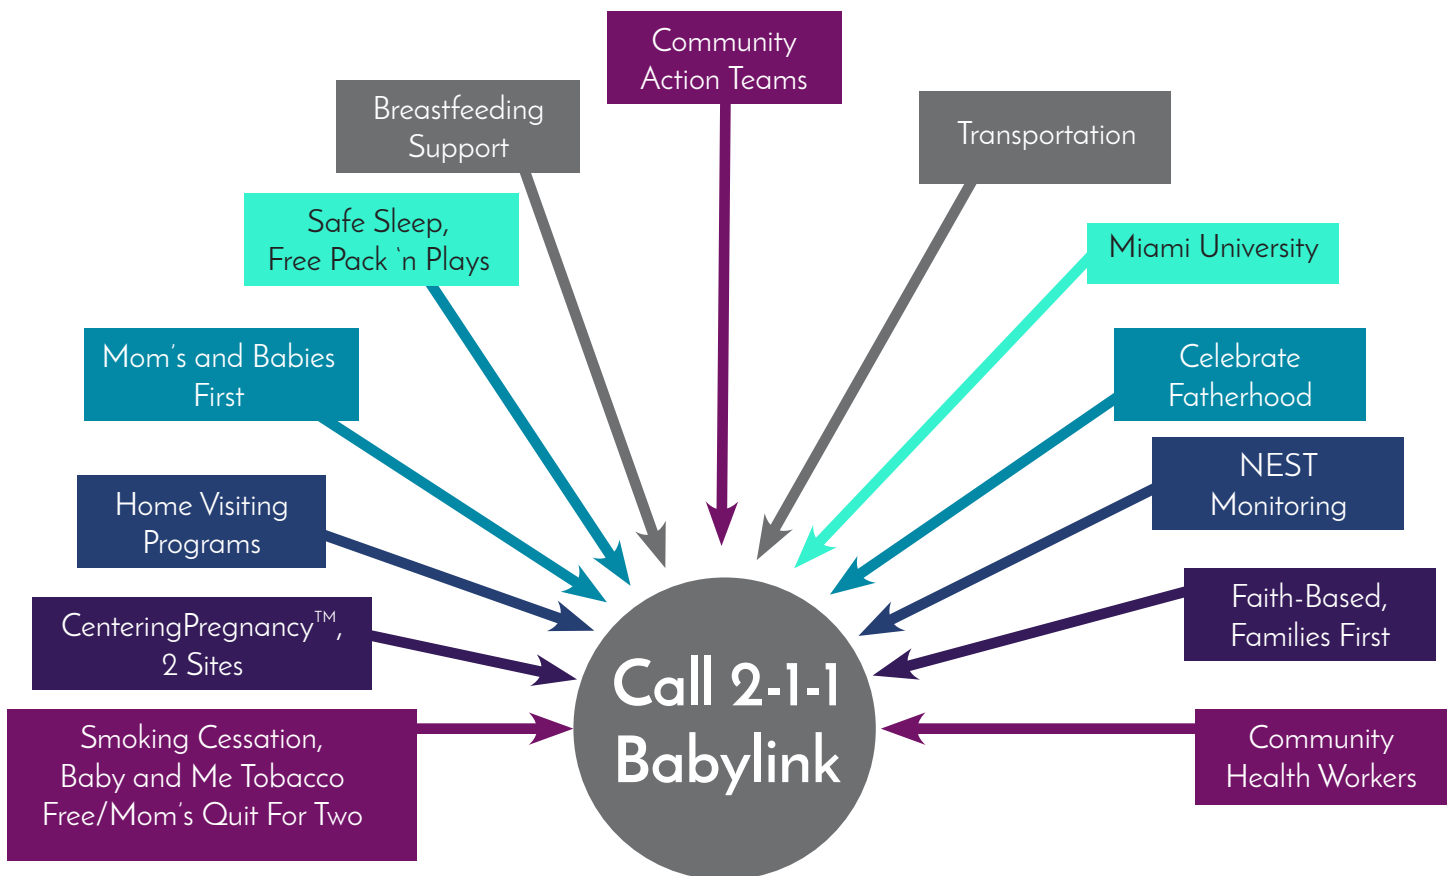 Community
Action Teams
Breastfeeding
Support
Transportation
Safe Sleep,
Free Pack 'n Plays
Miami University
Mom's and Babies
First
Celebrate
Fatherhood
Home Visiting
Programs
NEST
Monitoring
CenteringPregnancy™,
2 Sites
Faith-Based,
Families First
Smoking Cessation,
Baby and Me Tobacco
Free/Mom's Quit For Two
Community
Health Workers
Call 2-1-1
Babylink